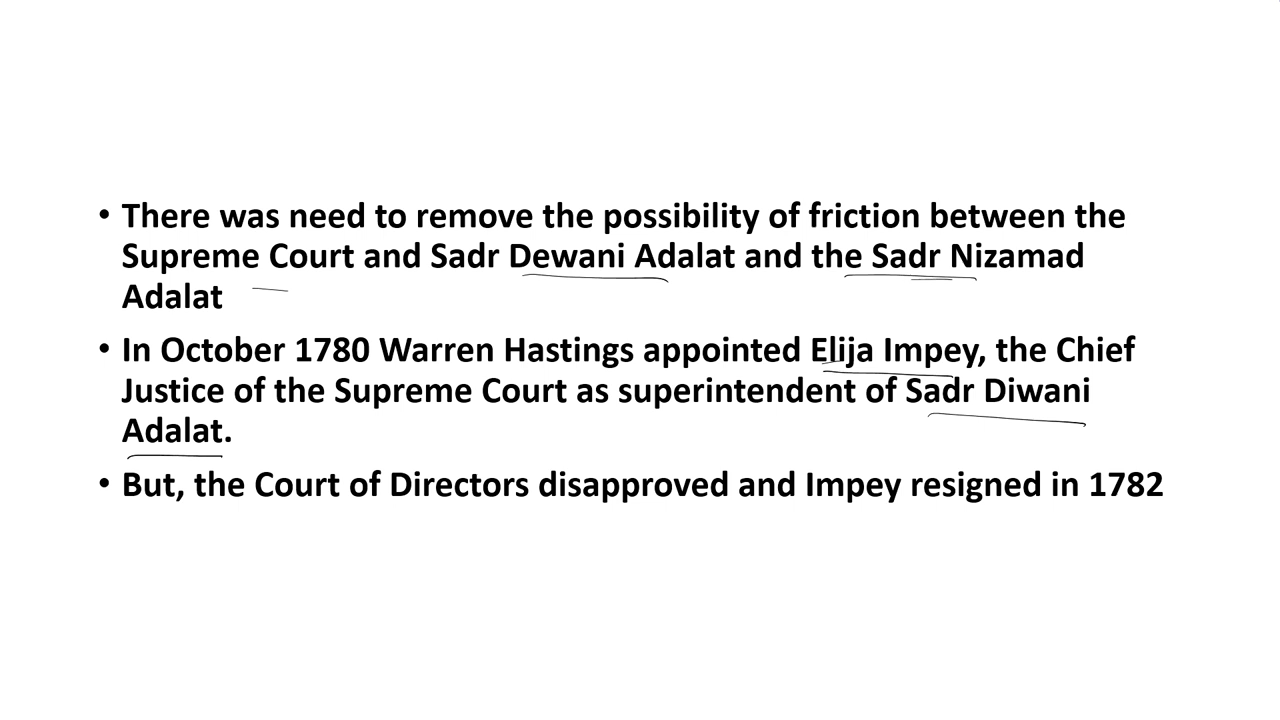 • There was need to remove the possibility of friction between the
Supreme Court and Sadr Dewani Adalat and the Sadr Nizamad
Adalat
• In October 1780 Warren Hastings appointed Elija Impey, the Chief
Justice of the Supreme Court as superintendent of Sadr Diwani
Adalat.
• But, the Court of Directors disapproved and Impey resigned in 1782